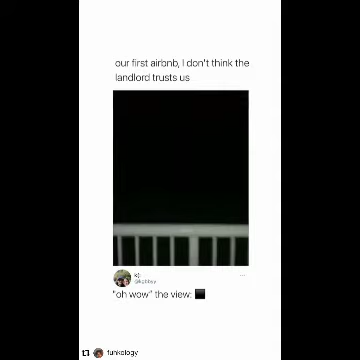 our first airbnb, I don't think the
landlord trusts us
"oh wow" the view: ⬛
funkology